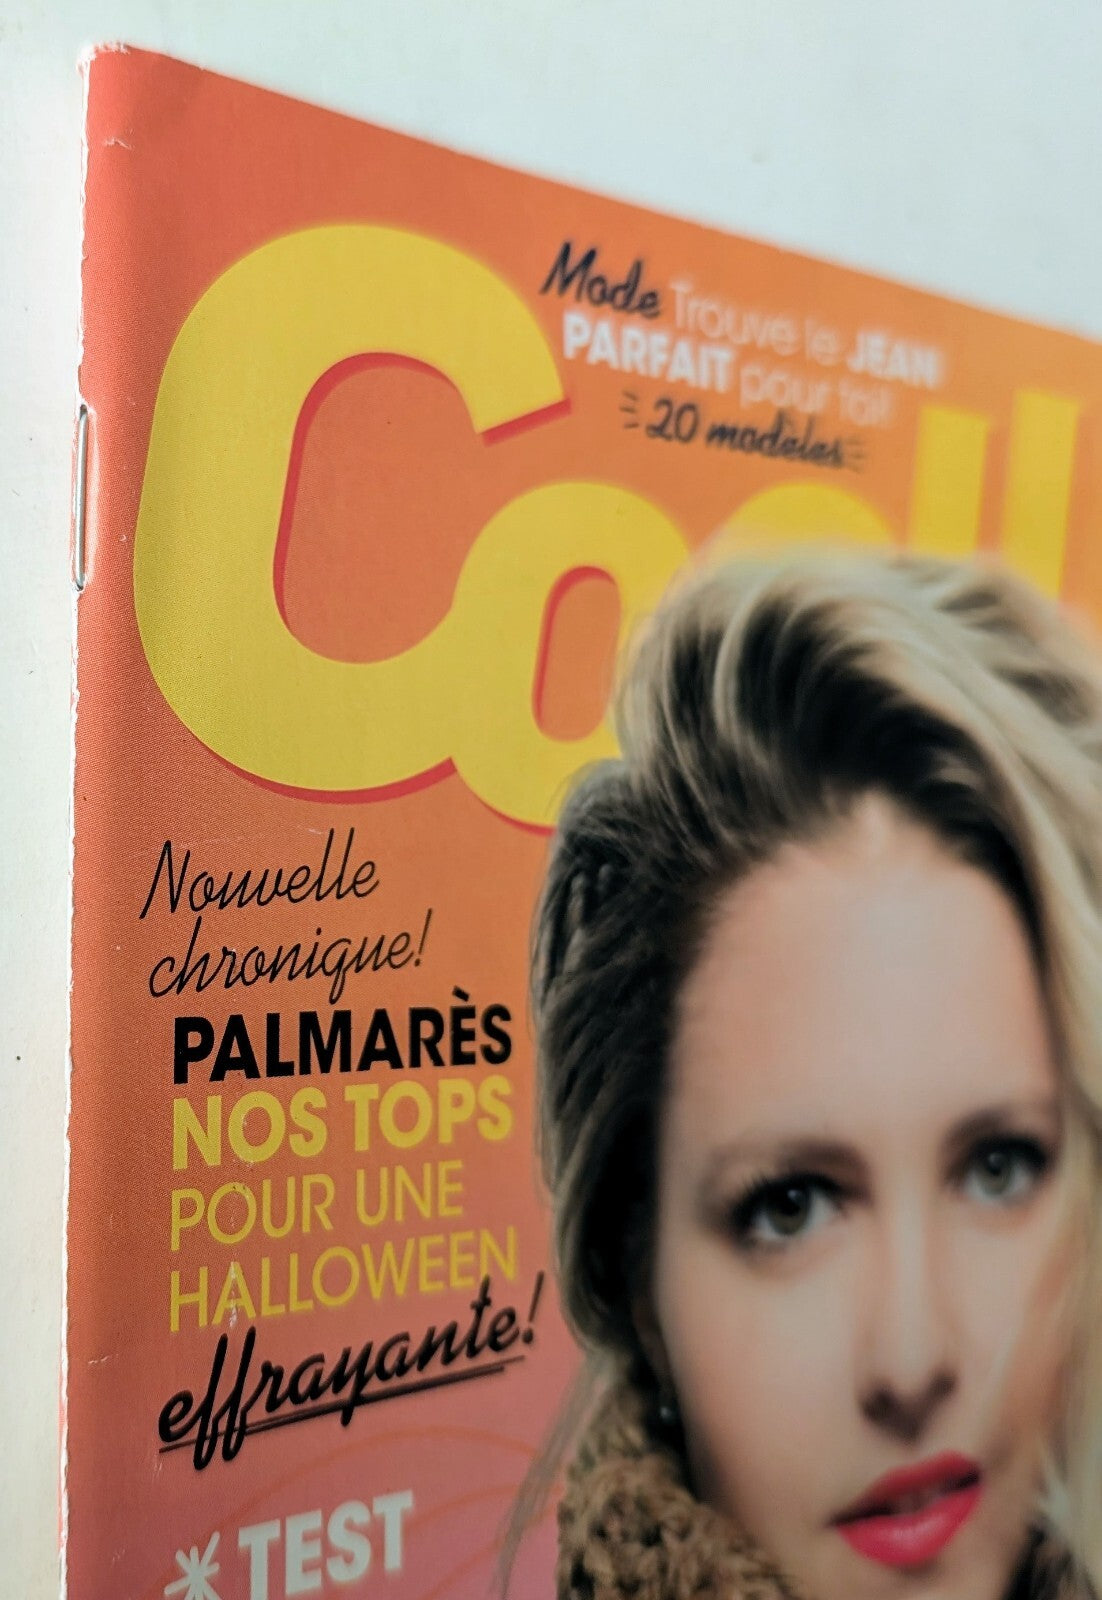 Mode Trouve le JEAN
PARFAIT pour toi!
20 modèles
Cool!
Nouvelle
chronique!
PALMARÈS
NOS TOPS
POUR UNE
HALLOWEEN
effrayante!
* TEST